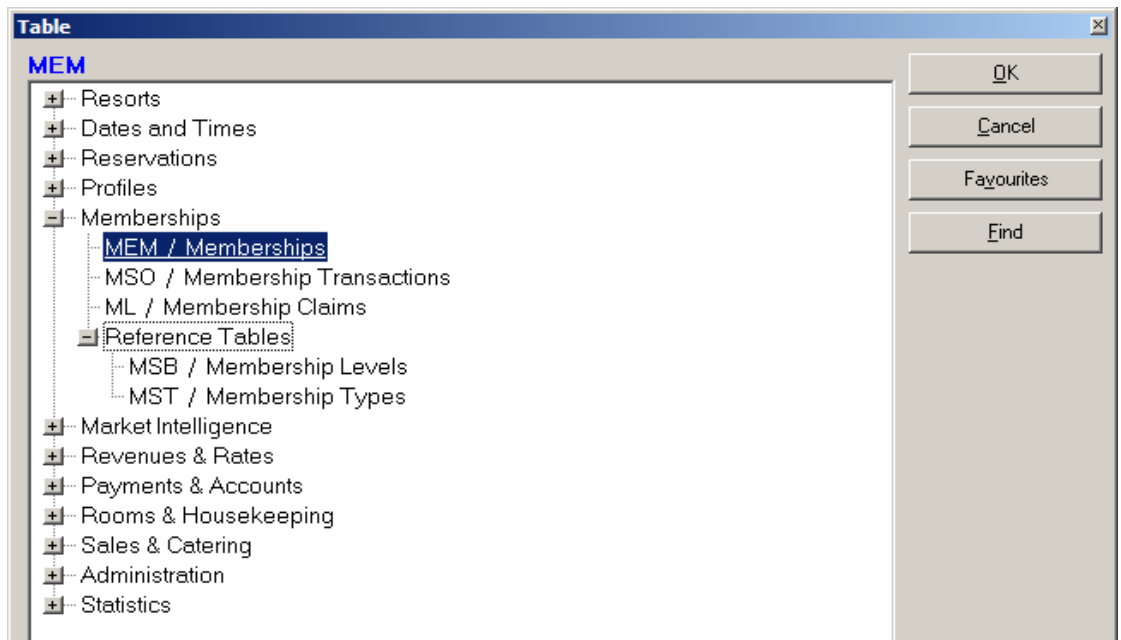 Table
MEM
Resorts
Dates and Times
Reservations
Profiles
Memberships
MEM / Memberships
MSO / Membership Transactions
ML / Membership Claims
Reference Tables
MSB / Membership Levels
MST / Membership Types
Market Intelligence
Revenues & Rates
Payments & Accounts
Rooms & Housekeeping
Sales & Catering
Administration
Statistics
OK
Cancel
Favourites
Find